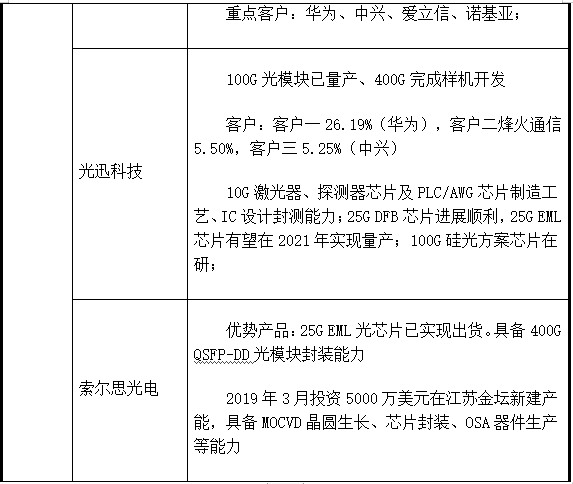 重点客户：华为、中兴、爱立信、诺基亚；
光迅科技
100G 光模块已量产、400G 完成样机开发
客户：客户一 26.19%（华为），客户二烽火通信
5.50%，客户三 5.25%（中兴）
10G 激光器、探测器芯片及 PLC/AWG 芯片制造工
艺、IC 设计封测能力；25G DFB 芯片进展顺利，25G EML
芯片有望在 2021 年实现量产；100G 硅光方案芯片在
研；
索尔思光电
优势产品：25G EML 光芯片已实现出货。具备 400G
QSFP-DD 光模块封装能力
2019 年 3 月投资 5000 万美元在江苏金坛新建产
能，具备 MOCVD 晶圆生长、芯片封装、OSA 器件生产
等能力